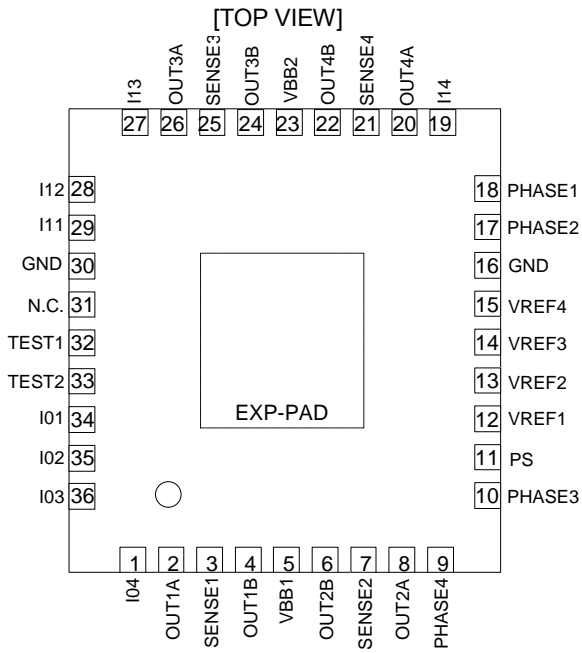 [TOP VIEW]
I13
OUT3A
SENSE3
OUT3B
VBB2
OUT4B
SENSE4
OUT4A
I14
27 26 25 24 23 22 21 20 19
I12 28
I11 29
GND 30
N.C. 31
TEST1 32
TEST2 33
I01 34
I02 35
I03 36
18 PHASE1
17 PHASE2
16 GND
15 VREF4
14 VREF3
13 VREF2
12 VREF1
11 PS
10 PHASE3
EXP-PAD
1 2 3 4 5 6 7 8 9
I04
OUT1A
SENSE1
OUT1B
VBB1
OUT2B
SENSE2
OUT2A
PHASE4